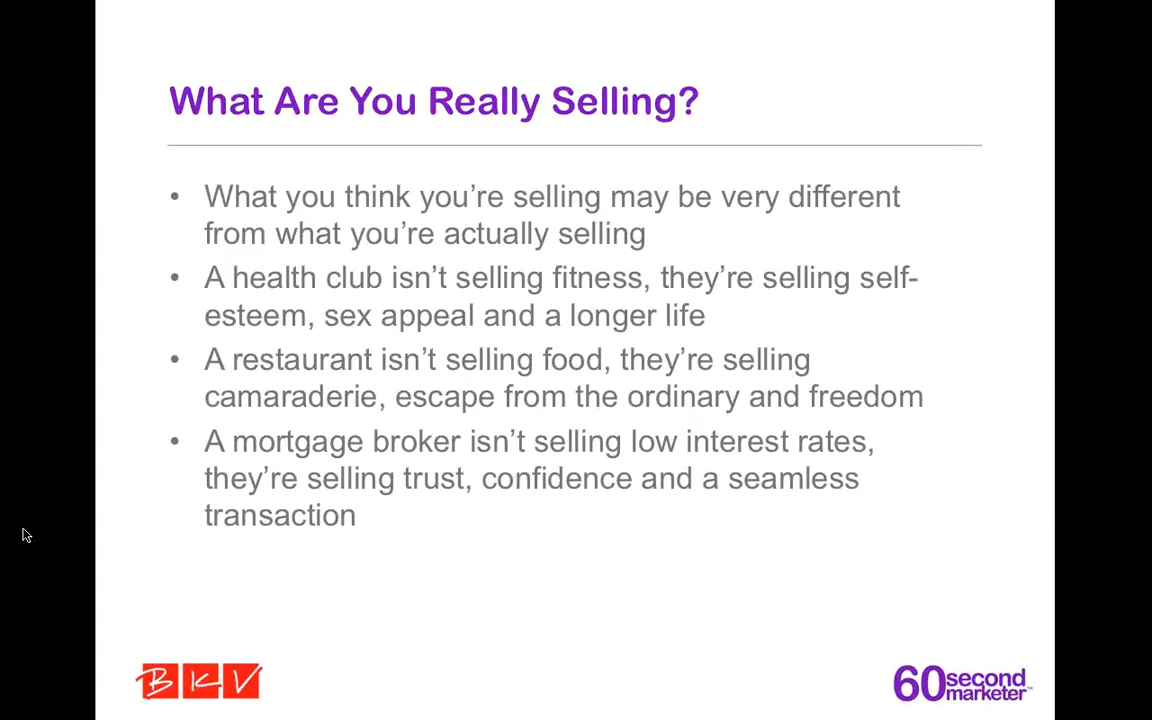 What Are You Really Selling?
• What you think you’re selling may be very different
from what you’re actually selling
• A health club isn’t selling fitness, they’re selling self-
esteem, sex appeal and a longer life
• A restaurant isn’t selling food, they’re selling
camaraderie, escape from the ordinary and freedom
• A mortgage broker isn’t selling low interest rates,
they’re selling trust, confidence and a seamless
transaction
BKV
60 second
marketer™